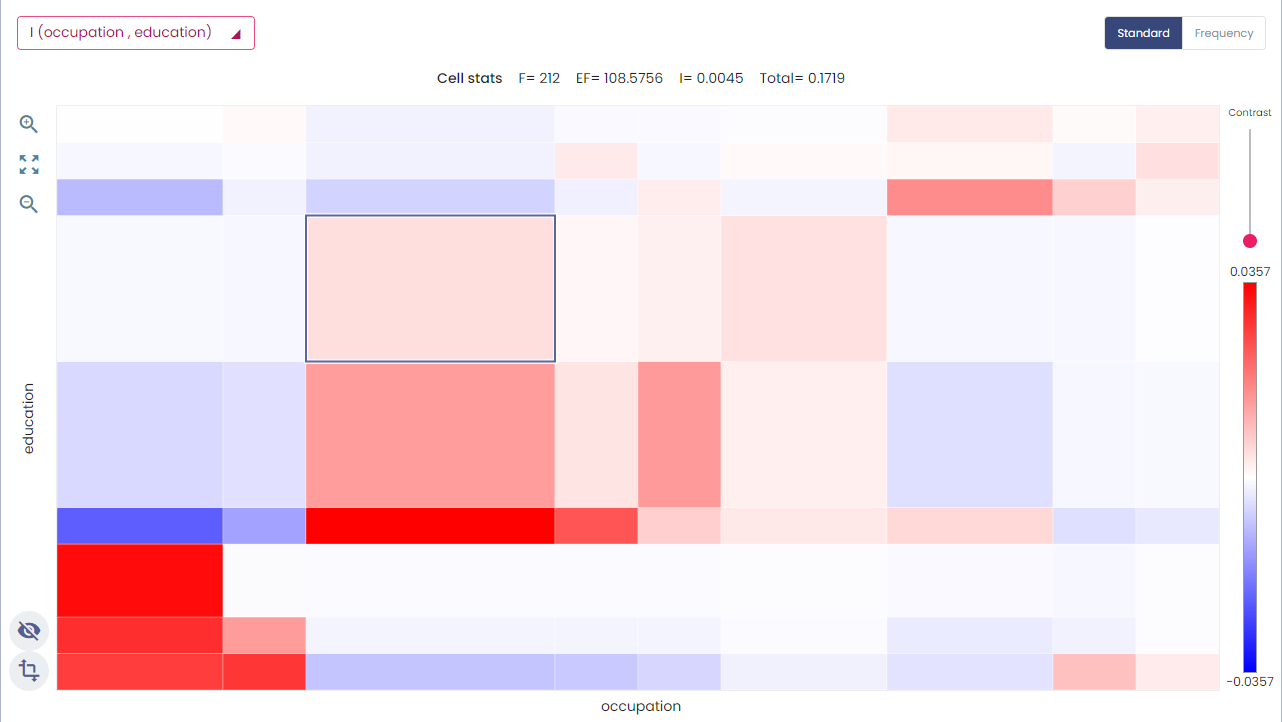 I (occupation , education)
Standard
Frequency
Cell stats F= 212 EF= 108.5756 I= 0.0045 Total= 0.1719
Contrast
0.0357
education
-0.0357
occupation